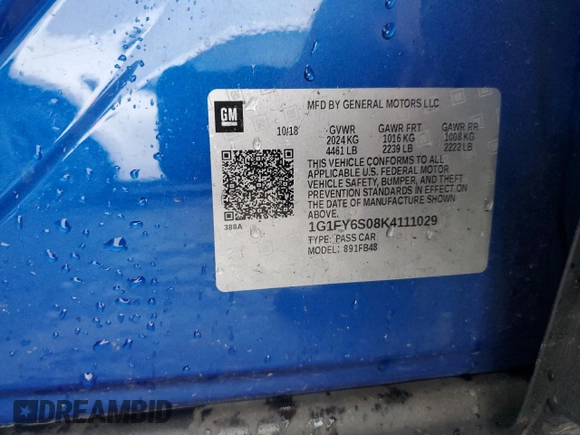 GM
MFD BY GENERAL MOTORS LLC
10/18 GVWR GAWR FRT GAWR RR
2024 KG 1016 KG 1008 KG
4461 LB 2239 LB 2222 LB
THIS VEHICLE CONFORMS TO ALL
APPLICABLE U.S. FEDERAL MOTOR
VEHICLE SAFETY, BUMPER, AND THEFT
PREVENTION STANDARDS IN EFFECT ON
THE DATE OF MANUFACTURE SHOWN
ABOVE.
388A
1G1FY6S08K4111029
TYPE: PASS CAR
MODEL: 891FB48
DREAMBID